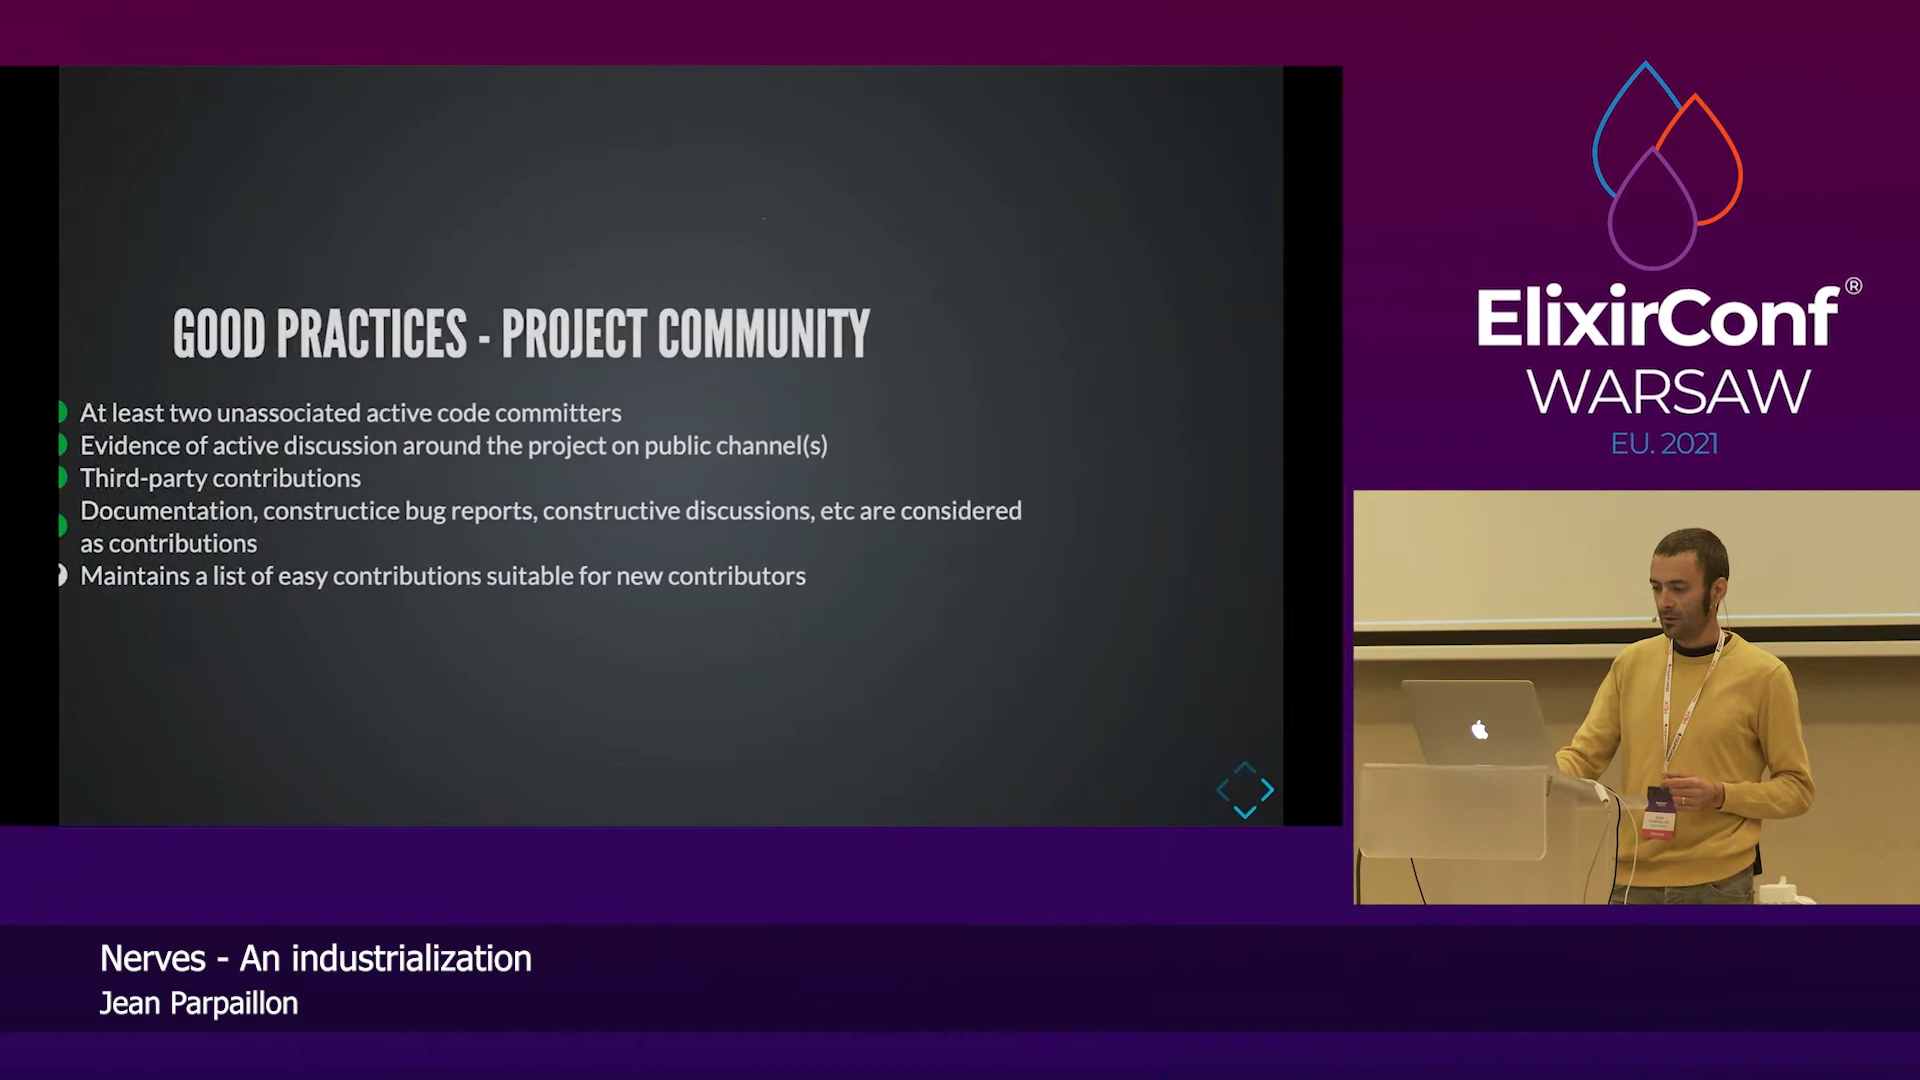 GOOD PRACTICES - PROJECT COMMUNITY
At least two unassociated active code committers
Evidence of active discussion around the project on public channel(s)
Third-party contributions
Documentation, constructice bug reports, constructive discussions, etc are considered
as contributions
Maintains a list of easy contributions suitable for new contributors
ElixirConf®
WARSAW
EU. 2021
Nerves - An industrialization
Jean Parpaillon